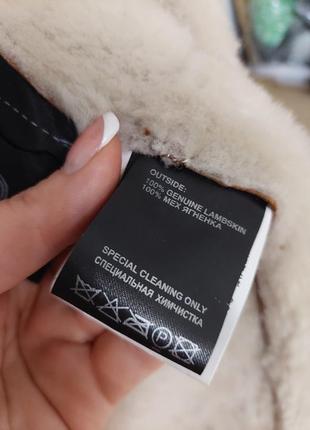 OUTSIDE:
100% GENUINE LAMBSKIN
100% МЕХ ЯГНЕНКА
SPECIAL CLEANING ONLY
СПЕЦИАЛЬНАЯ ХИМЧИСТКА
P